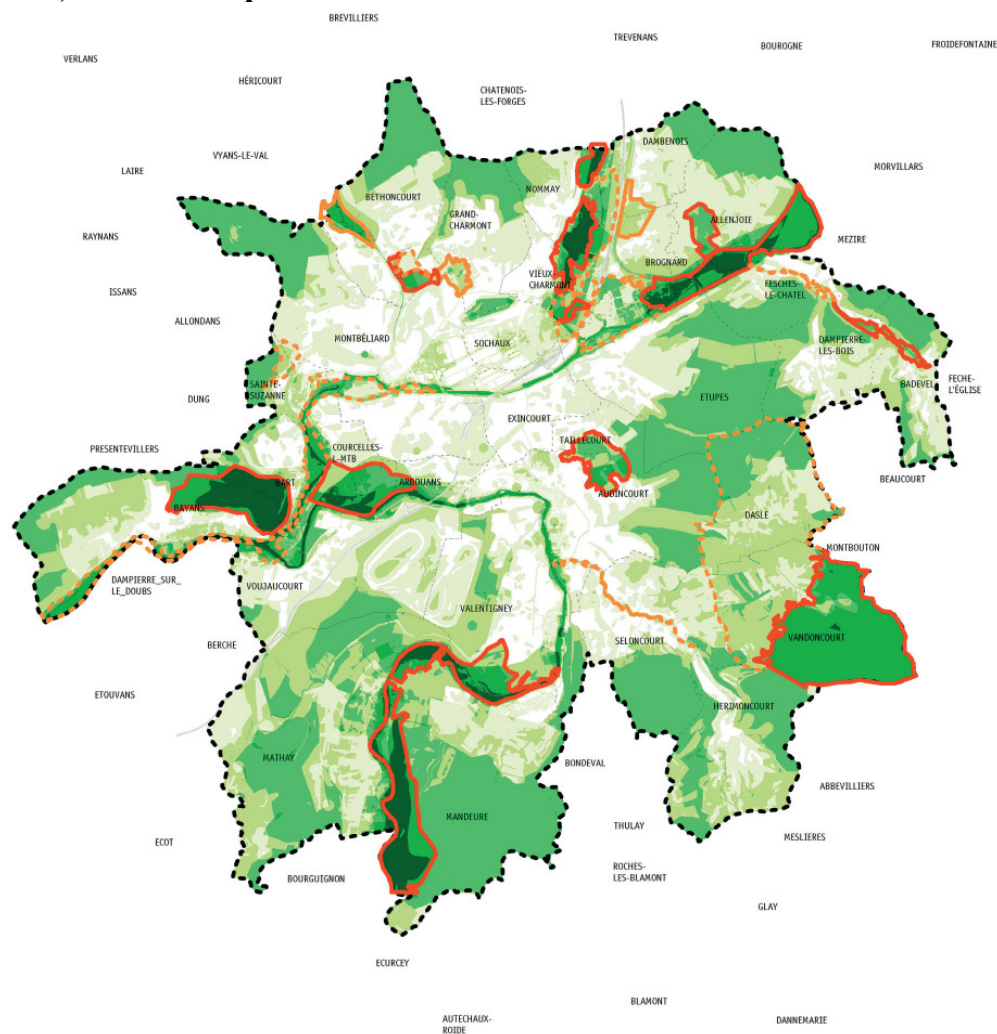 BREVILLIERS
TREVENANS
BOUROGNE
FROIDEFONTAINE
VERLANS
HÉRICOURT
CHATENOIS-
LES-FORGES
DAMBENOIS
VYANS-LE-VAL
LAIRE
MORVILLARS
NOMMAY
BETHONCOURT
GRAND-
CHARMONT
ALLENJOIE
RAYNANS
MEZIRE
BROGNARD
VIEUX-
CHARMONT
FESCHES-
LE-CHATEL
ISSANS
ALLONDANS
MONTBÉLIARD
SOCHAUX
DAMPIERRE-
LES-BOIS
SAINTE-
SUZANNE
BADEVEL
FECHE-
L'ÉGLISE
DUNG
ETUPES
EXINCOURT
TAILLECOURT
PRESENTEVILLERS
COURCELLES-
L-MTB
BEAUCOURT
BART
ARBOUANS
AUDINCOURT
BAVANS
DASLE
MONTBOUTON
DAMPIERRE_SUR_
LE_DOUBS
VOUJAUCOURT
VALENTIGNEY
BERCHE
SELONCOURT
VANDONCOURT
ETOUVANS
HERIMONCOURT
MATHAY
BONDEVAL
ABBEVILLIERS
MANDEURE
THULAY
MESLIERES
ECOT
BOURGUIGNON
ROCHES-
LES-BLAMONT
GLAY
ECURCEY
BLAMONT
AUTECHAUX-
ROIDE
DANNEMARIE